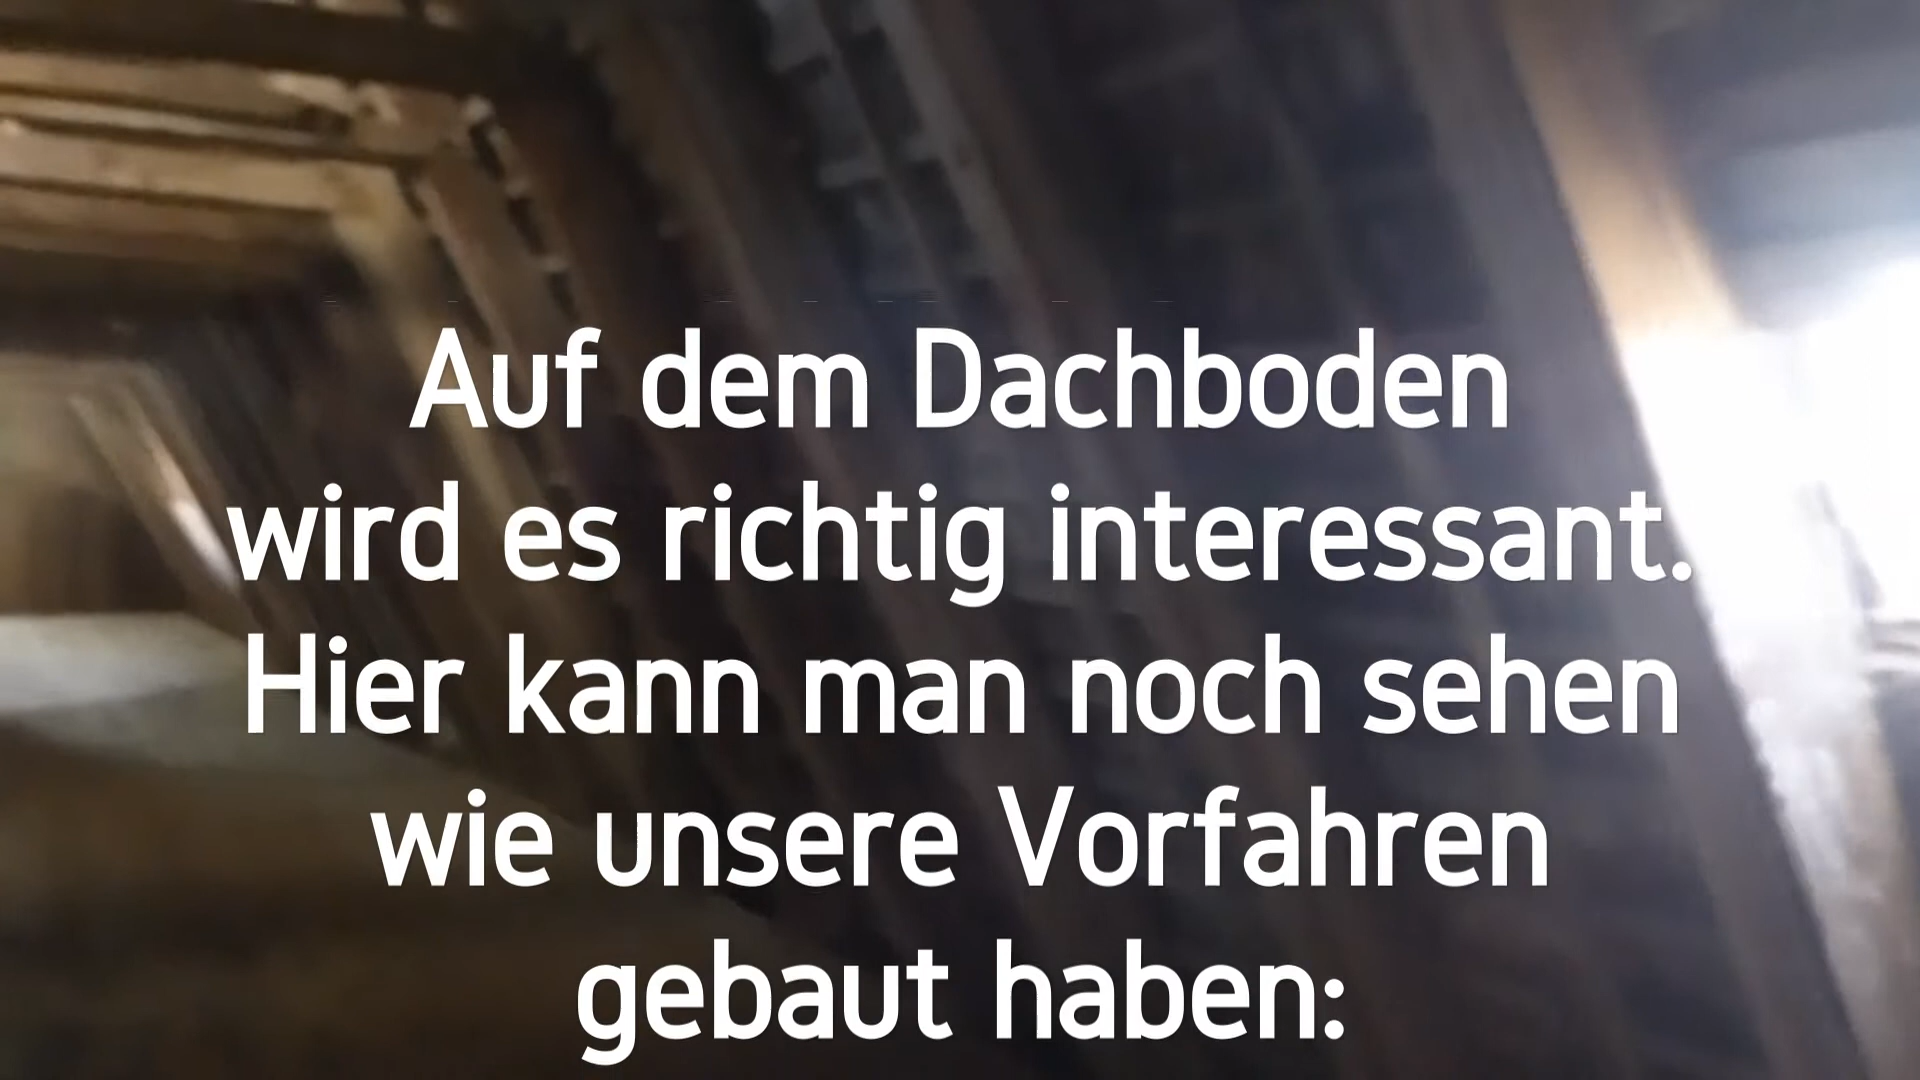 Auf dem Dachboden
wird es richtig interessant.
Hier kann man noch sehen
wie unsere Vorfahren
gebaut haben: